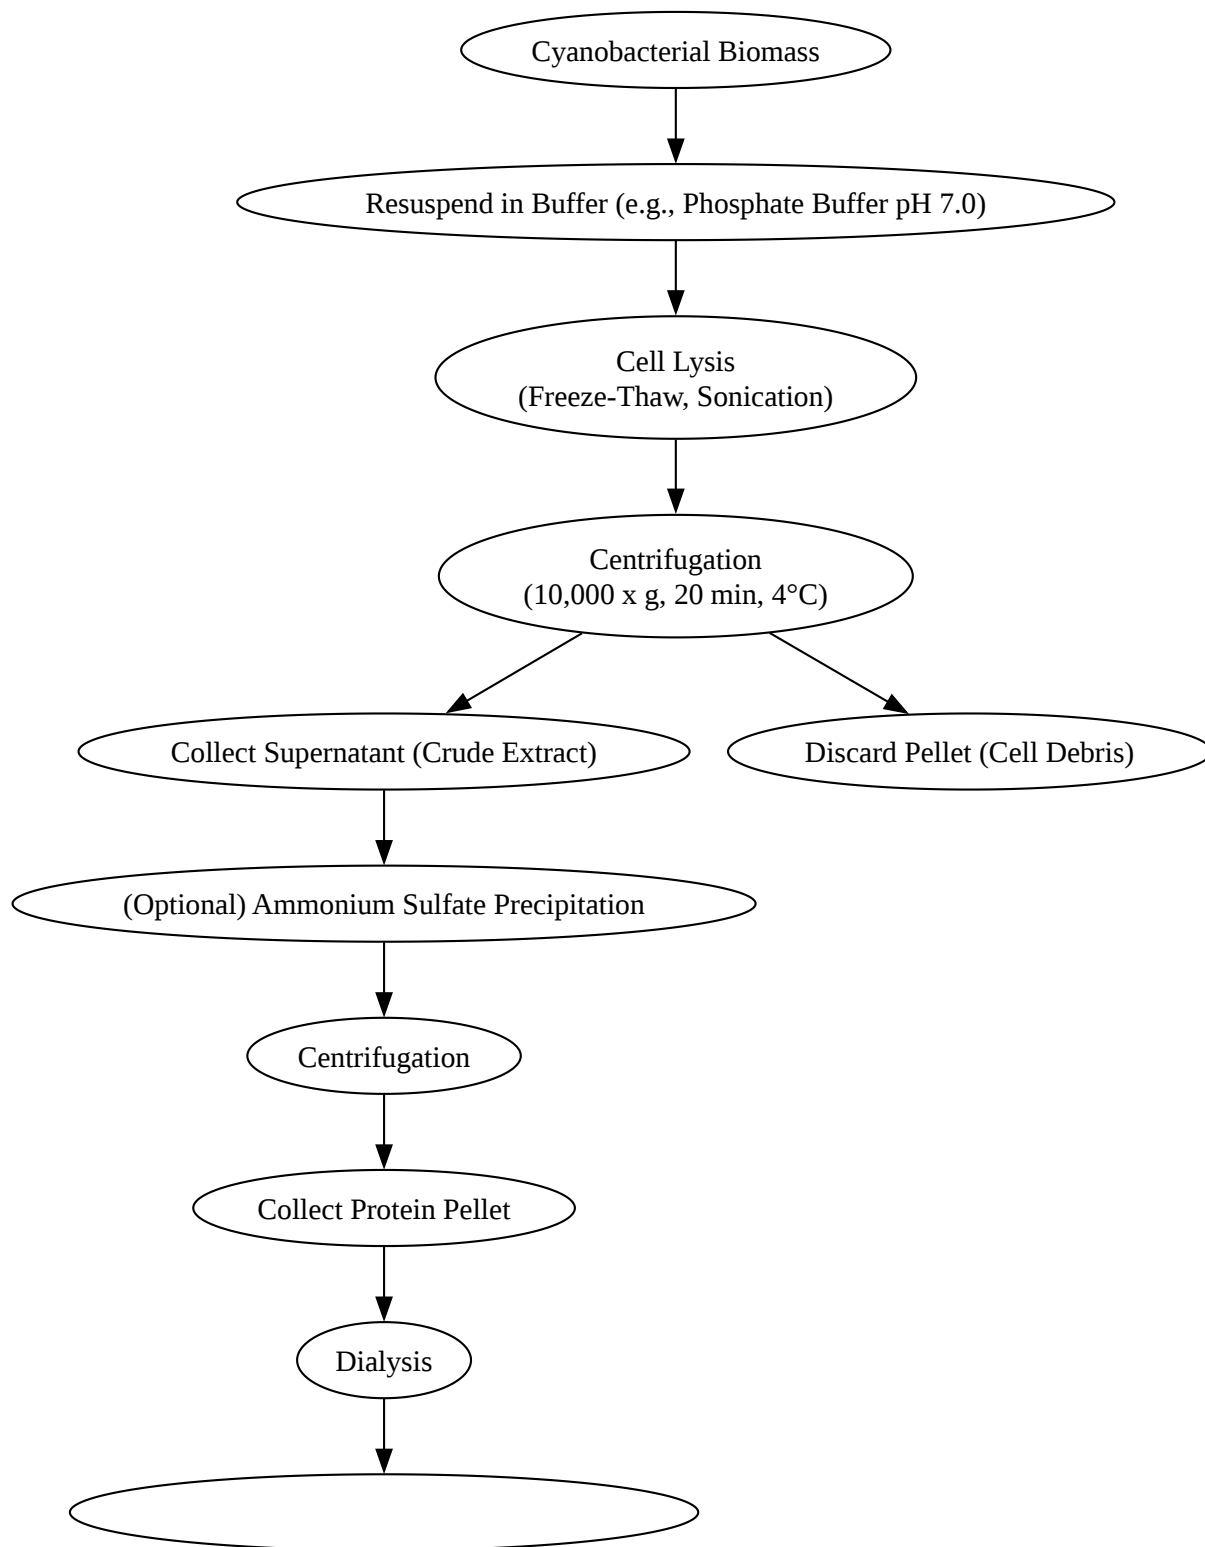 Cyanobacterial Biomass
Resuspend in Buffer (e.g., Phosphate Buffer pH 7.0)
Cell Lysis
(Freeze-Thaw, Sonication)
Centrifugation
(10,000 x g, 20 min, 4°C)
Collect Supernatant (Crude Extract)
Discard Pellet (Cell Debris)
(Optional) Ammonium Sulfate Precipitation
Centrifugation
Collect Protein Pellet
Dialysis